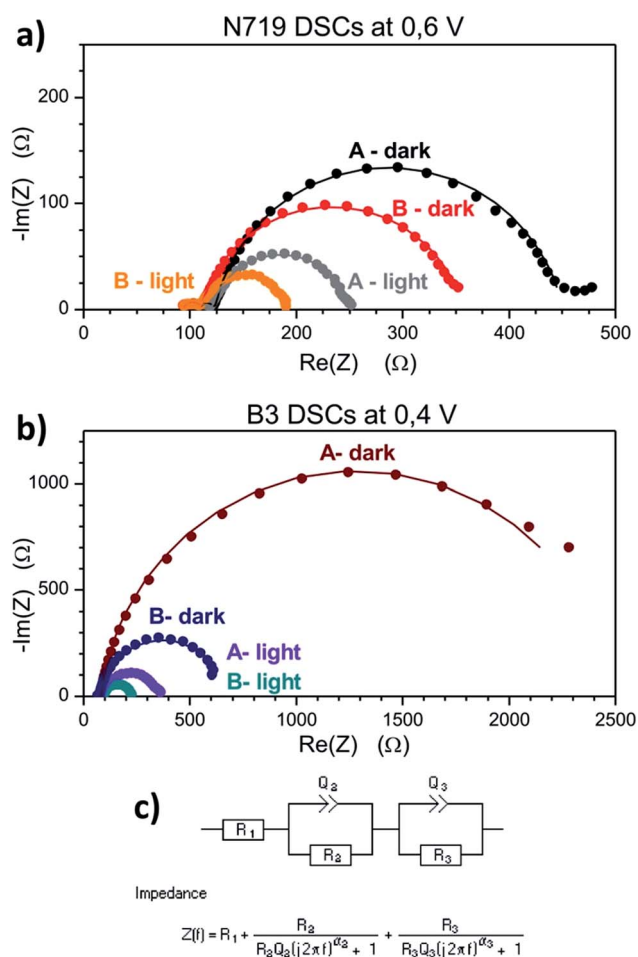 a)
N719 DSCs at 0,6 V
-Im(Z) (Ω)
200
100
0
A - dark
B - dark
B - light
A - light
0 100 200 300 400 500
Re(Z) (Ω)
b)
B3 DSCs at 0,4 V
-Im(Z) (Ω)
1000
500
0
A- dark
B- dark
A- light
B- light
0 500 1000 1500 2000 2500
Re(Z) (Ω)
c)
Q2 Q3
R1
R2 R3
Impedance
Z(f) = R1 + R2 / (R2Q2(j2πf)^α2 + 1) + R3 / (R3Q3(j2πf)^α3 + 1)